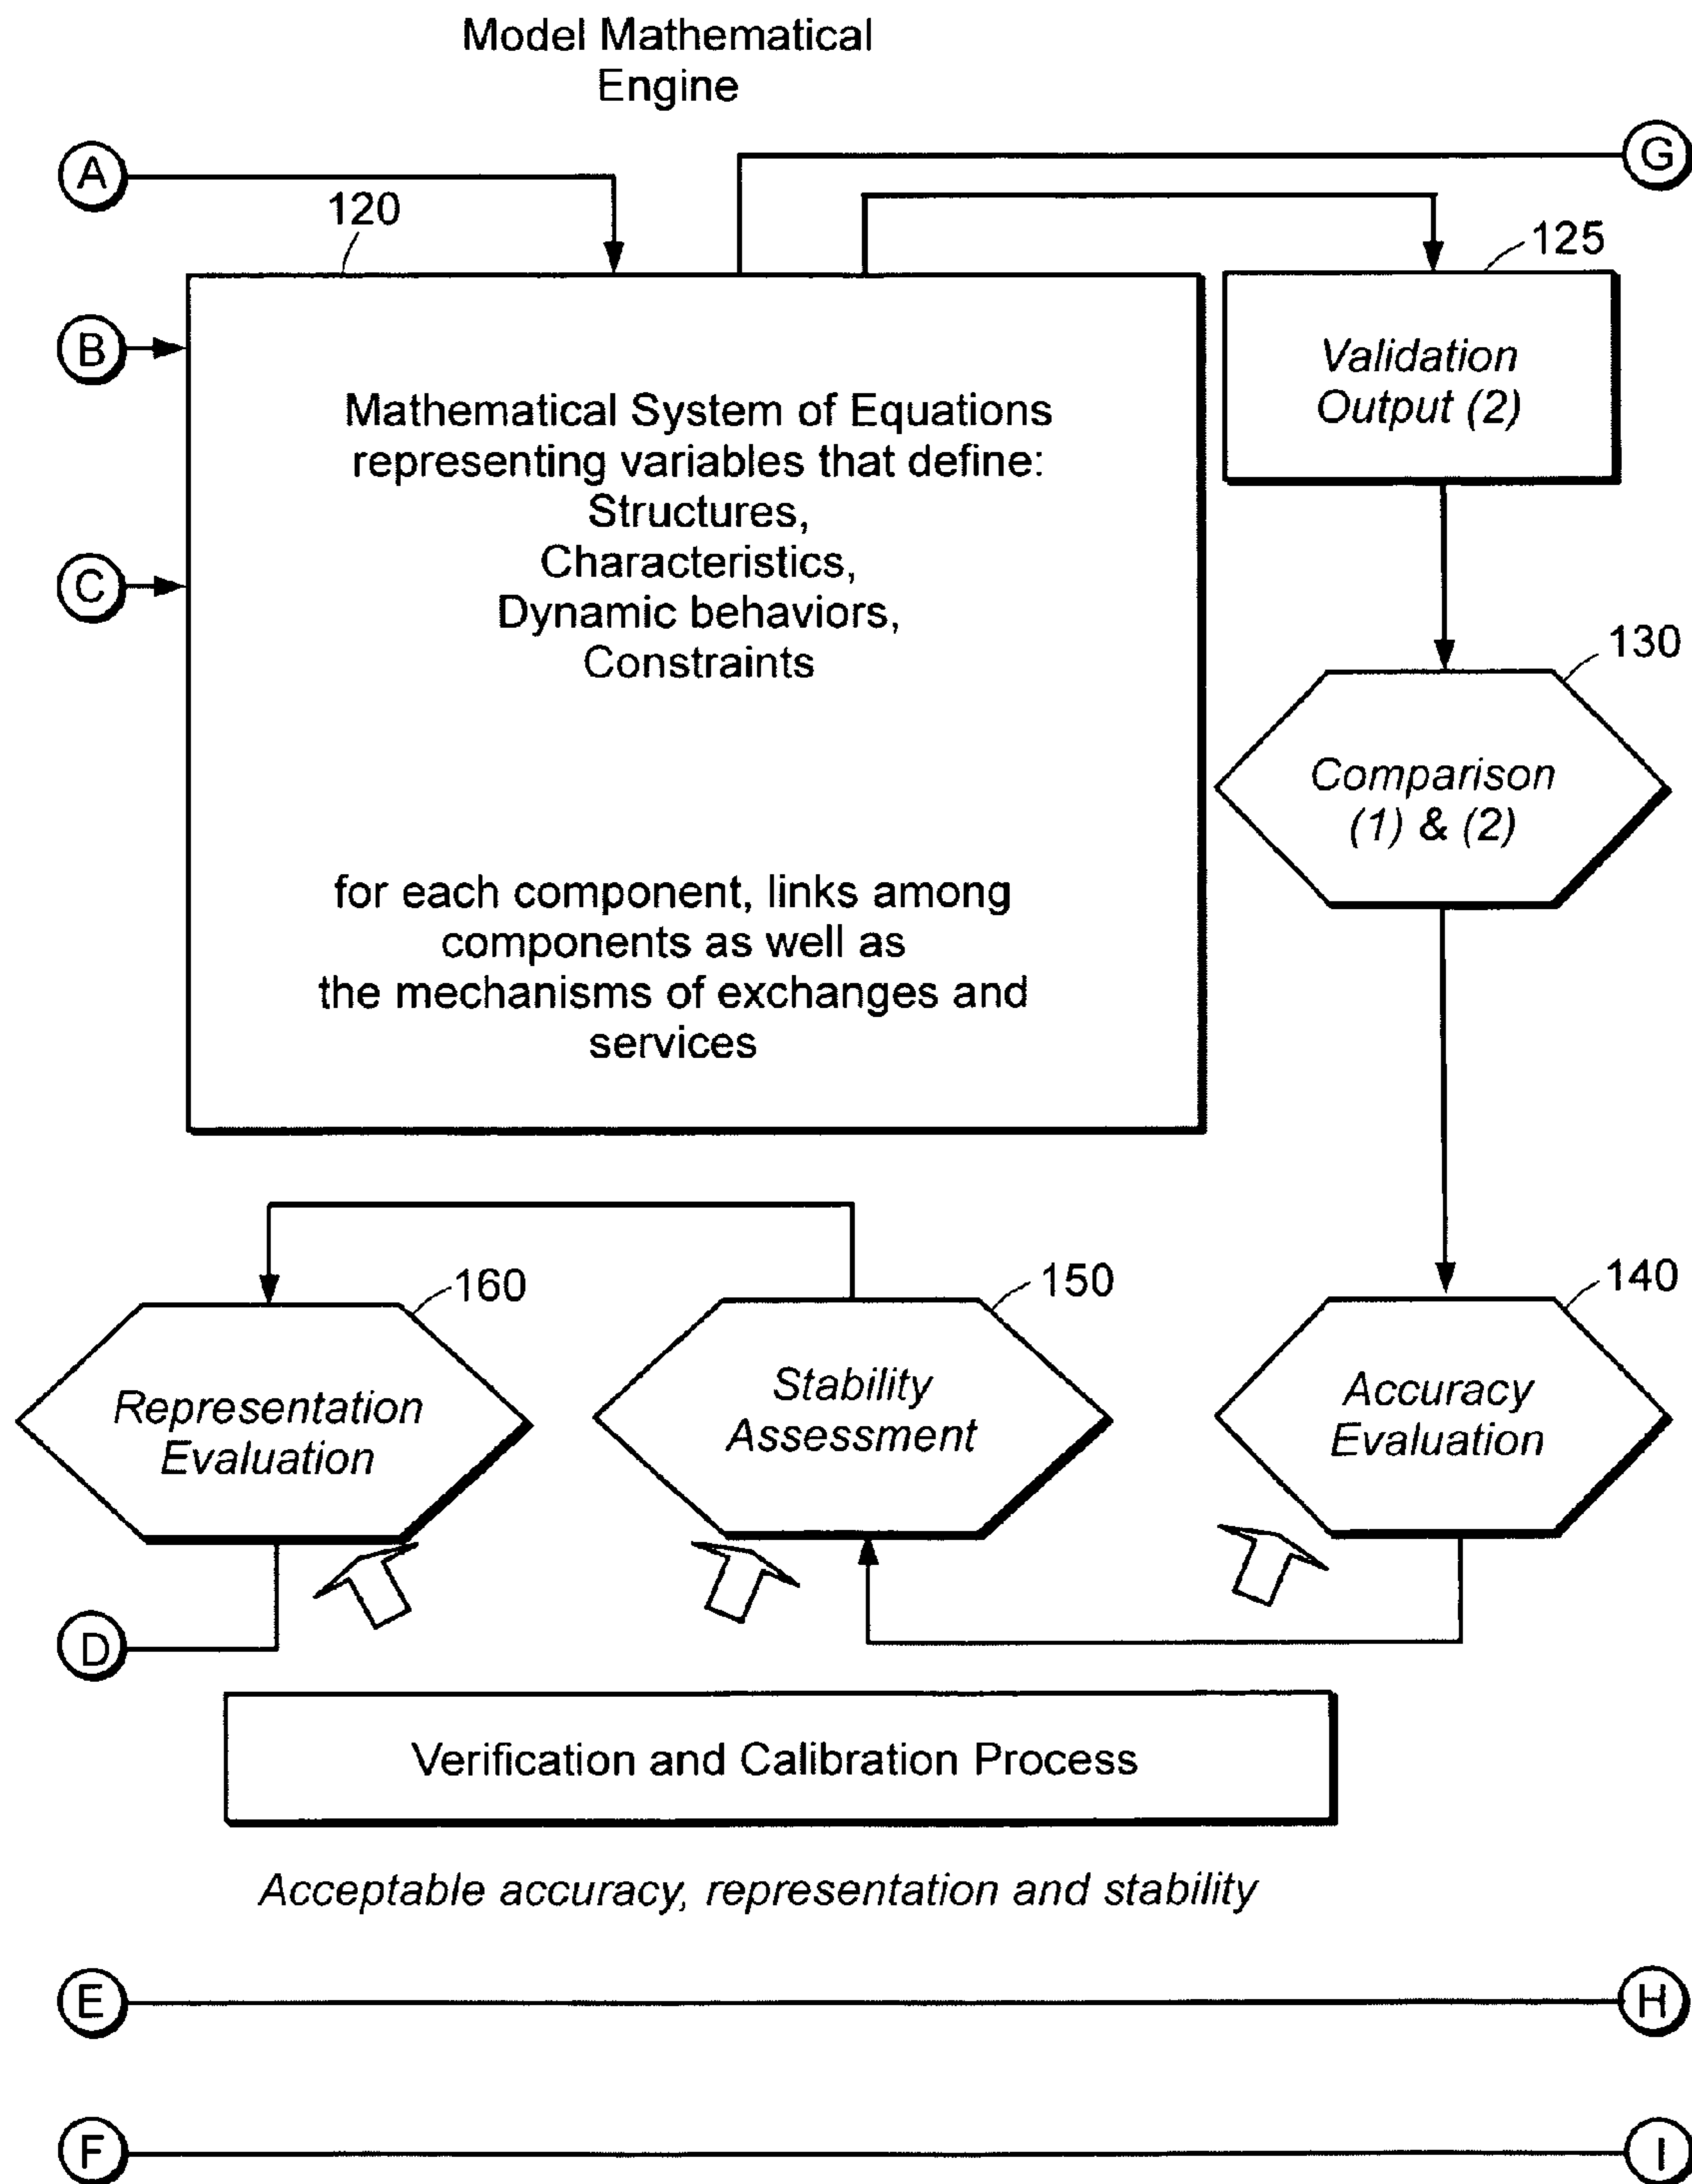 Model Mathematical
Engine
A
G
120
125
B
Validation
Output (2)
Mathematical System of Equations
representing variables that define:
Structures,
Characteristics,
Dynamic behaviors,
Constraints
C
130
Comparison
(1) & (2)
for each component, links among
components as well as
the mechanisms of exchanges and
services
160
150
140
Representation
Evaluation
Stability
Assessment
Accuracy
Evaluation
D
Verification and Calibration Process
Acceptable accuracy, representation and stability
E
H
F
I